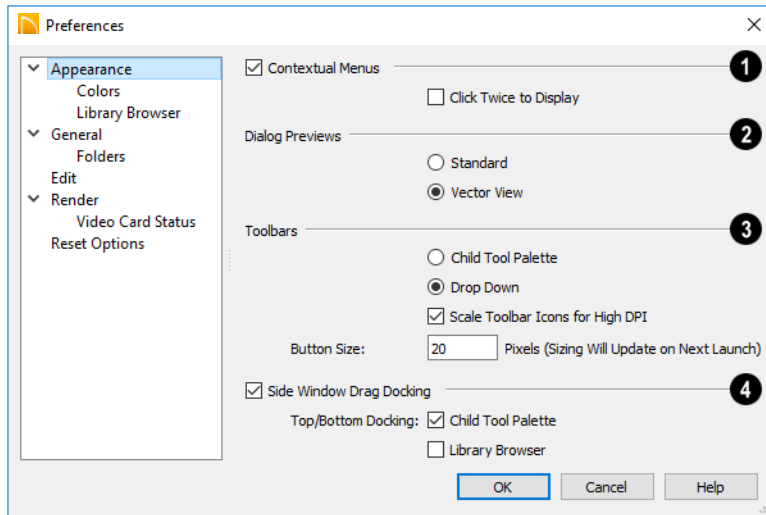 Preferences
Appearance
Colors
Library Browser
General
Folders
Edit
Render
Video Card Status
Reset Options
Contextual Menus 1
Click Twice to Display
Dialog Previews 2
Standard
Vector View
Toolbars 3
Child Tool Palette
Drop Down
Scale Toolbar Icons for High DPI
Button Size: 20 Pixels (Sizing Will Update on Next Launch)
Side Window Drag Docking 4
Top/Bottom Docking: Child Tool Palette
Library Browser
OK Cancel Help